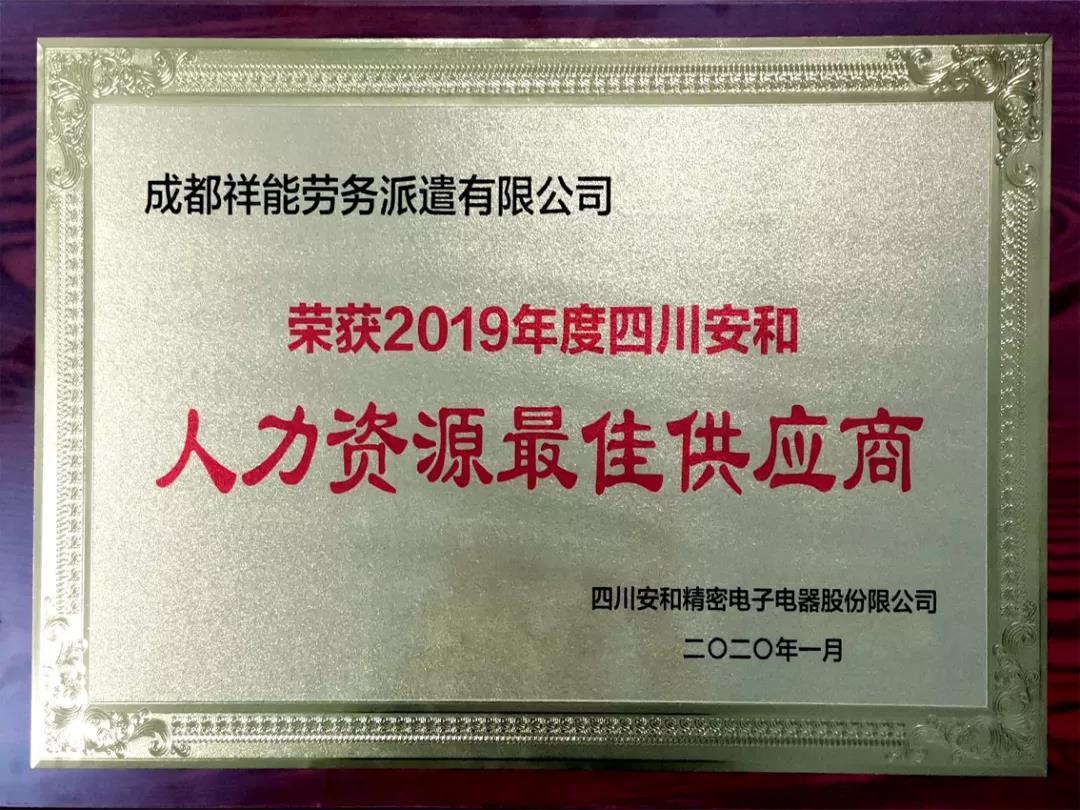 成都祥能劳务派遣有限公司
荣获2019年度四川安和
人力资源最佳供应商
四川安和精密电子电器股份限公司
二〇二〇年一月